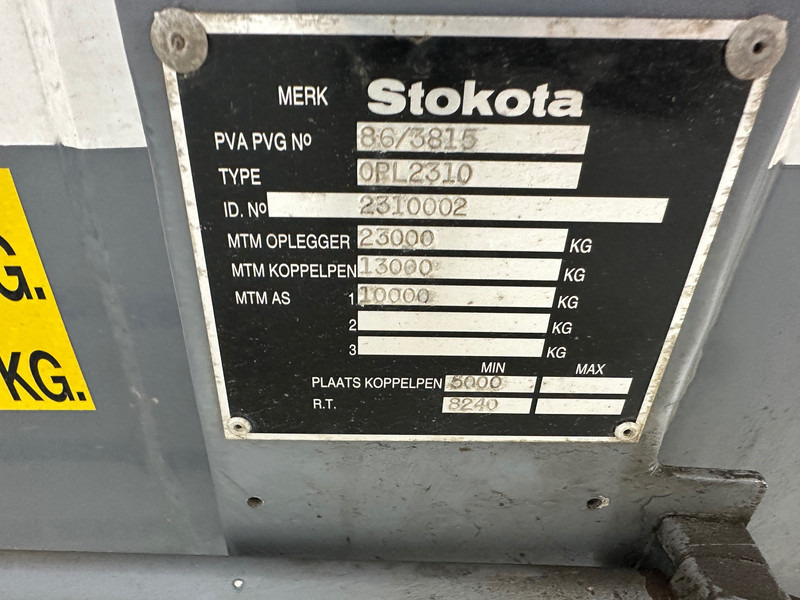 MERK Stokota
PVA PVG Nº 86/3815
TYPE OPL2310
ID. Nº 2310002
MTM OPLEGGER 23000 KG
MTM KOPPELPEN 13000 KG
MTM AS 1 10000 KG
2 KG
3 KG
MIN MAX
PLAATS KOPPELPEN 5000
R.T. 8240
G.
KG.